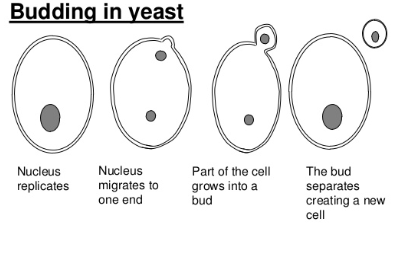 Budding in yeast
Nucleus
replicates
Nucleus
migrates to
one end
Part of the cell
grows into a
bud
The bud
separates
creating a new
cell